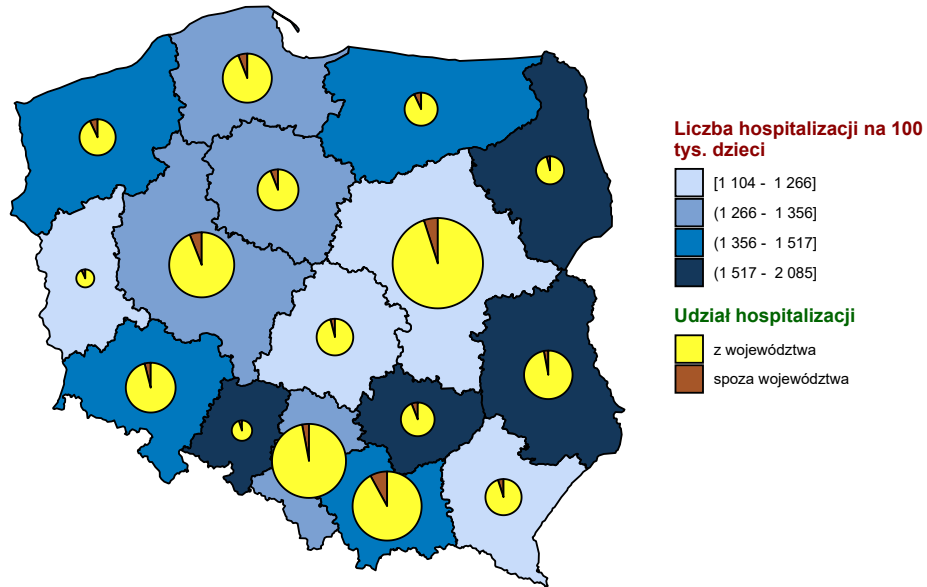 Liczba hospitalizacji na 100
tys. dzieci
[1 104 - 1 266]
(1 266 - 1 356]
(1 356 - 1 517]
(1 517 - 2 085]
Udział hospitalizacji
z województwa
spoza województwa